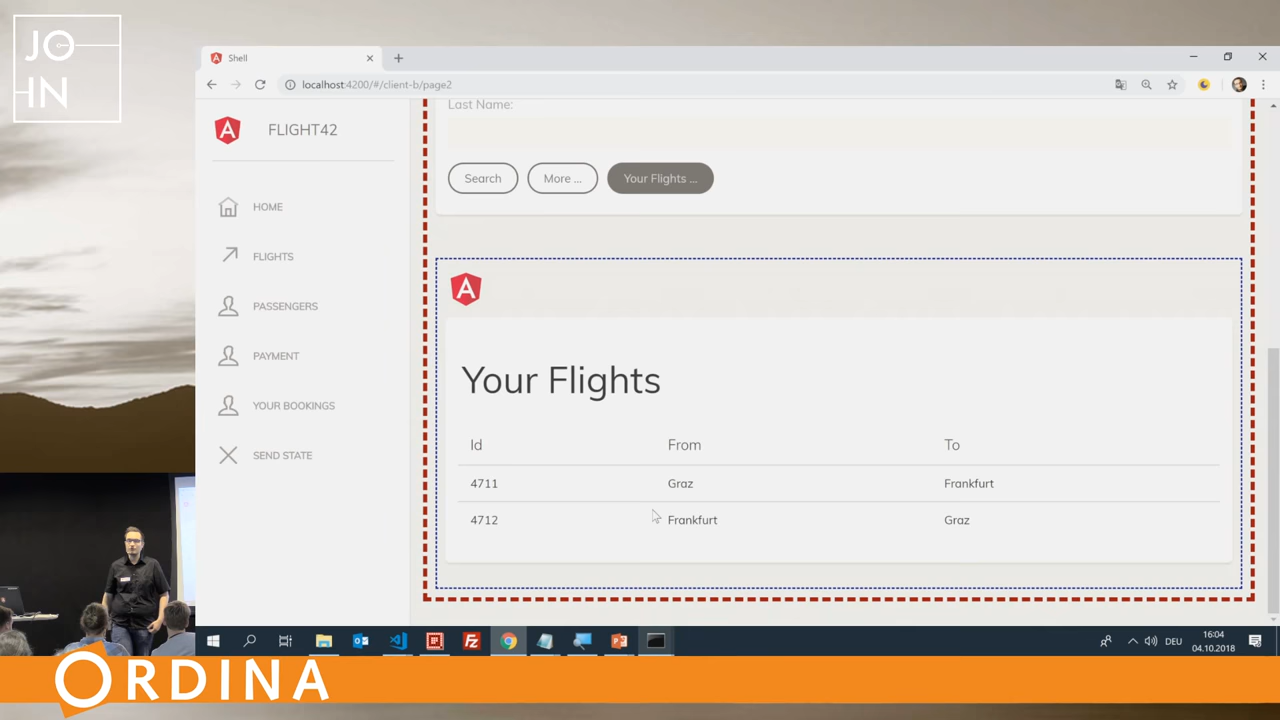 JO
IN
Shell
localhost:4200/#/client-b/page2
FLIGHT42
Last Name:
Search
More ...
Your Flights ...
HOME
FLIGHTS
PASSENGERS
PAYMENT
YOUR BOOKINGS
SEND STATE
Your Flights
Id From To
4711 Graz Frankfurt
4712 Frankfurt Graz
DEU
16:04
04.10.2018
ORDINA